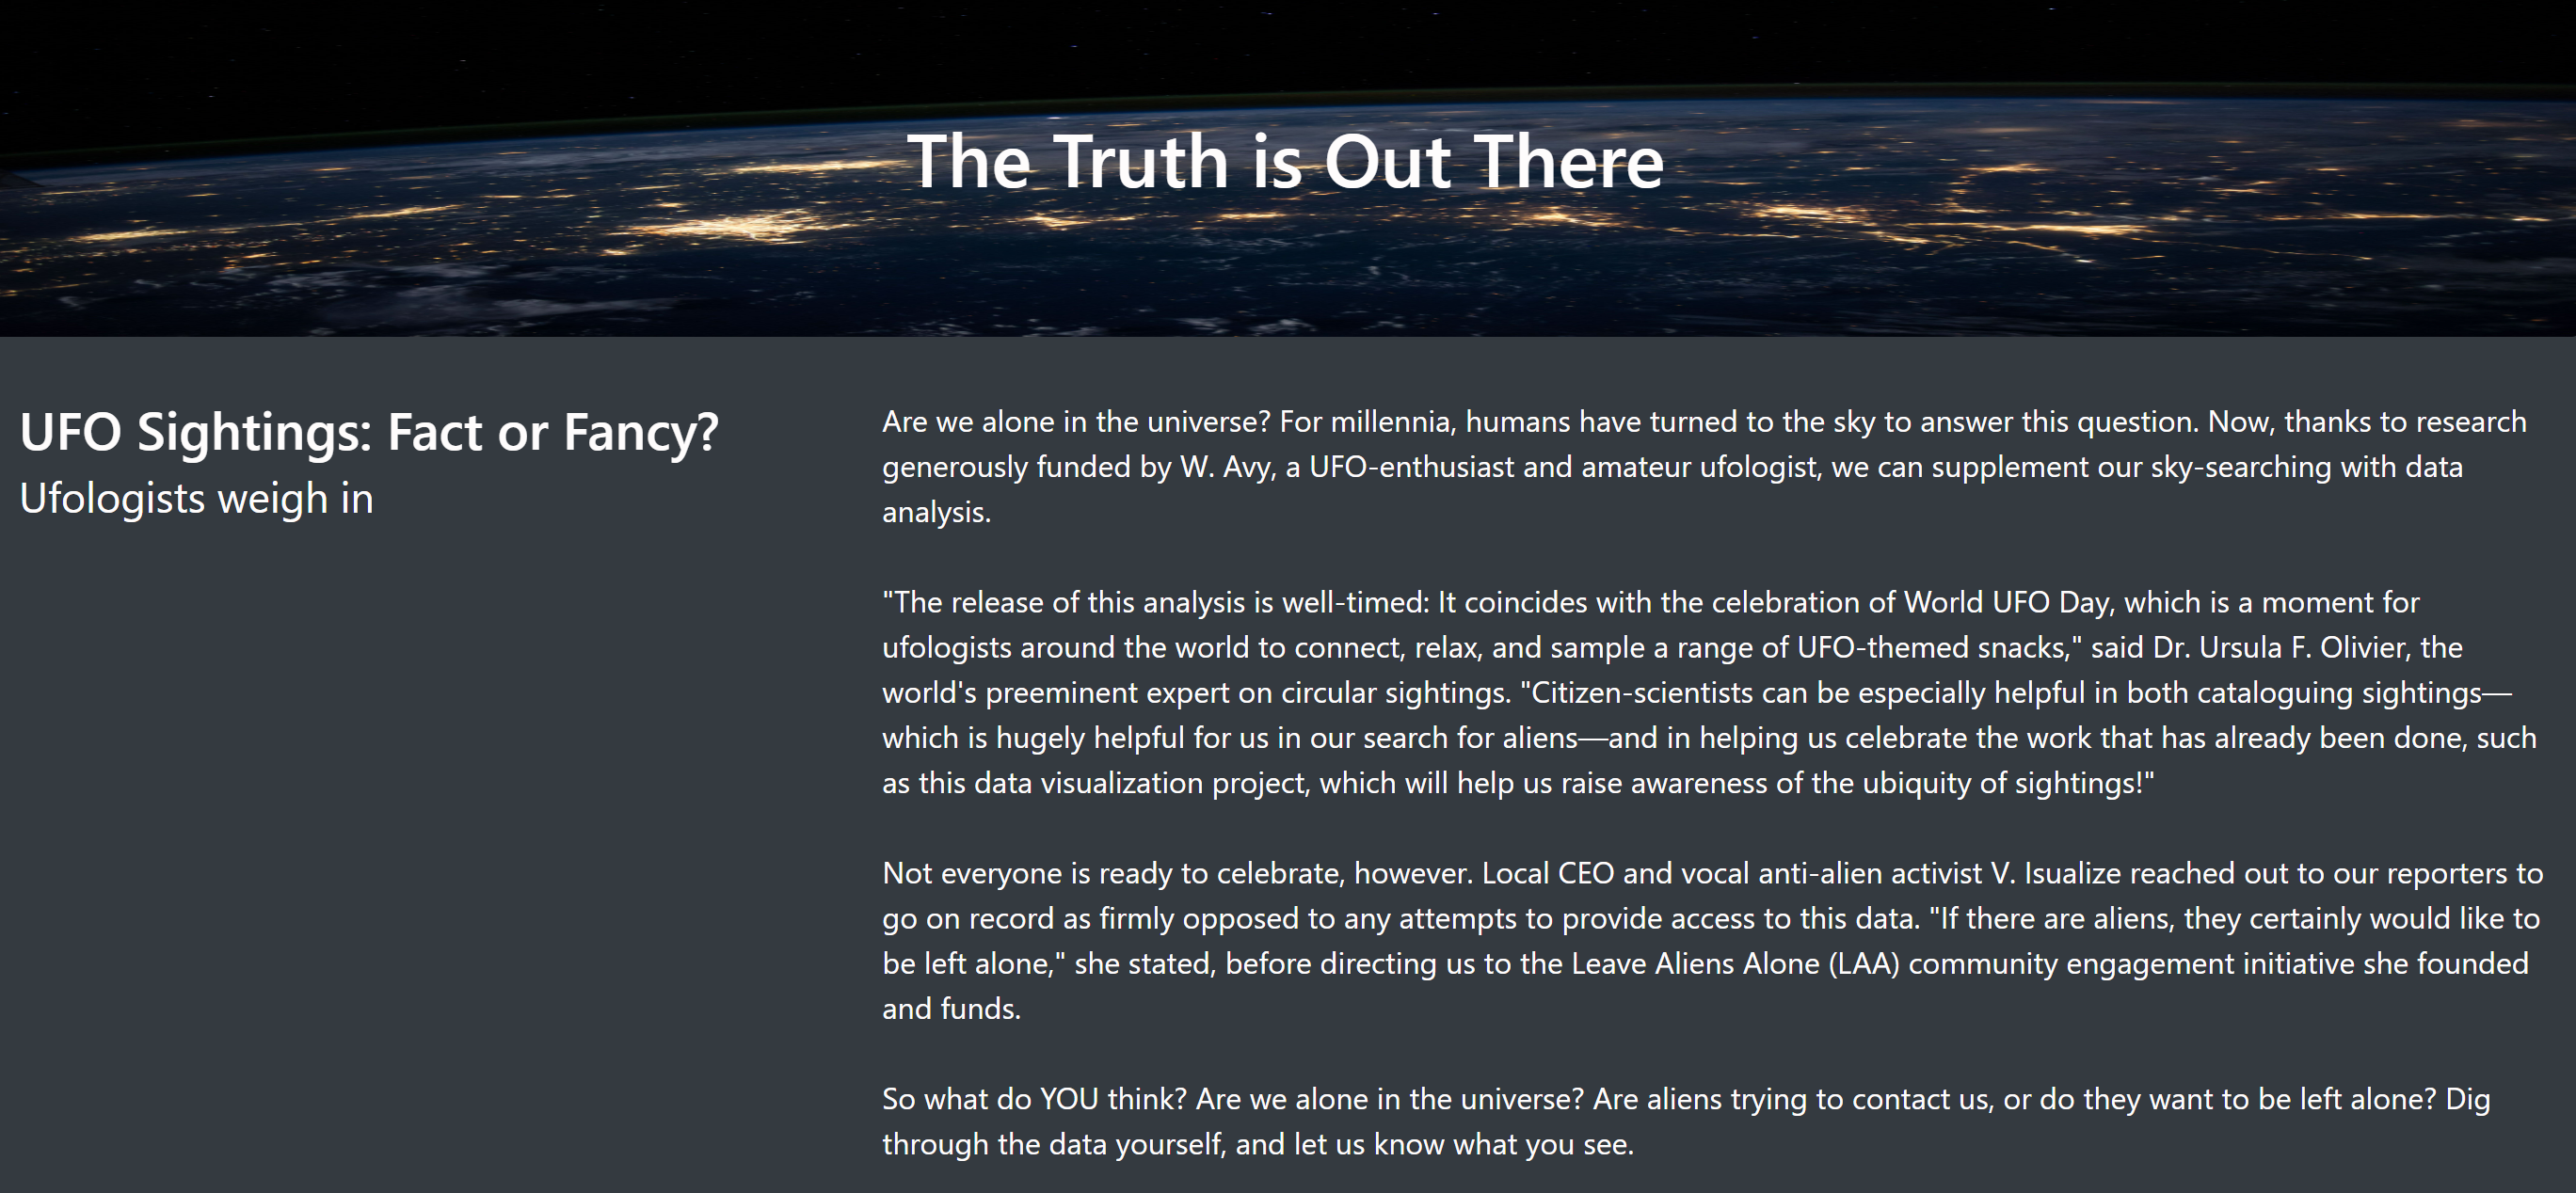 The Truth is Out There
UFO Sightings: Fact or Fancy?
Ufologists weigh in
Are we alone in the universe? For millennia, humans have turned to the sky to answer this question. Now, thanks to research
generously funded by W. Avy, a UFO-enthusiast and amateur ufologist, we can supplement our sky-searching with data
analysis.
"The release of this analysis is well-timed: It coincides with the celebration of World UFO Day, which is a moment for
ufologists around the world to connect, relax, and sample a range of UFO-themed snacks," said Dr. Ursula F. Olivier, the
world's preeminent expert on circular sightings. "Citizen-scientists can be especially helpful in both cataloguing sightings—
which is hugely helpful for us in our search for aliens—and in helping us celebrate the work that has already been done, such
as this data visualization project, which will help us raise awareness of the ubiquity of sightings!"
Not everyone is ready to celebrate, however. Local CEO and vocal anti-alien activist V. Isualize reached out to our reporters to
go on record as firmly opposed to any attempts to provide access to this data. "If there are aliens, they certainly would like to
be left alone," she stated, before directing us to the Leave Aliens Alone (LAA) community engagement initiative she founded
and funds.
So what do YOU think? Are we alone in the universe? Are aliens trying to contact us, or do they want to be left alone? Dig
through the data yourself, and let us know what you see.